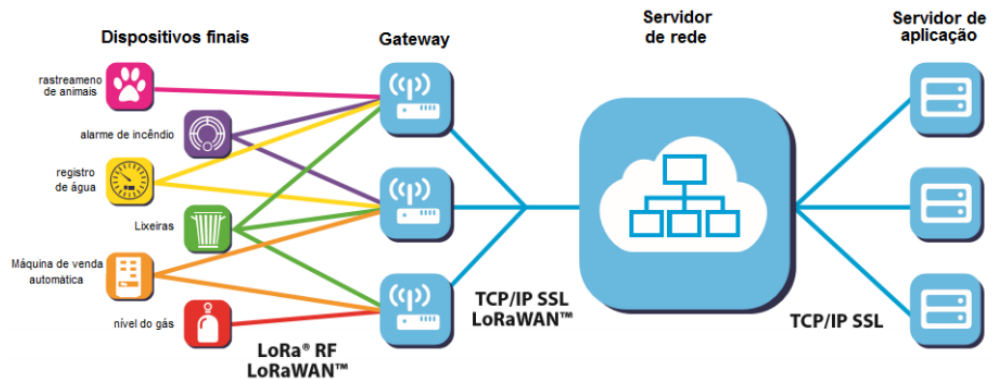 Dispositivos finais
Gateway
Servidor
de rede
Servidor de
aplicação
rastreameno
de animais
alarme de incêndio
registro
de água
Lixeiras
Máquina de venda
automática
nível do gás
LoRa® RF
LoRaWAN™
TCP/IP SSL
LoRaWAN™
TCP/IP SSL